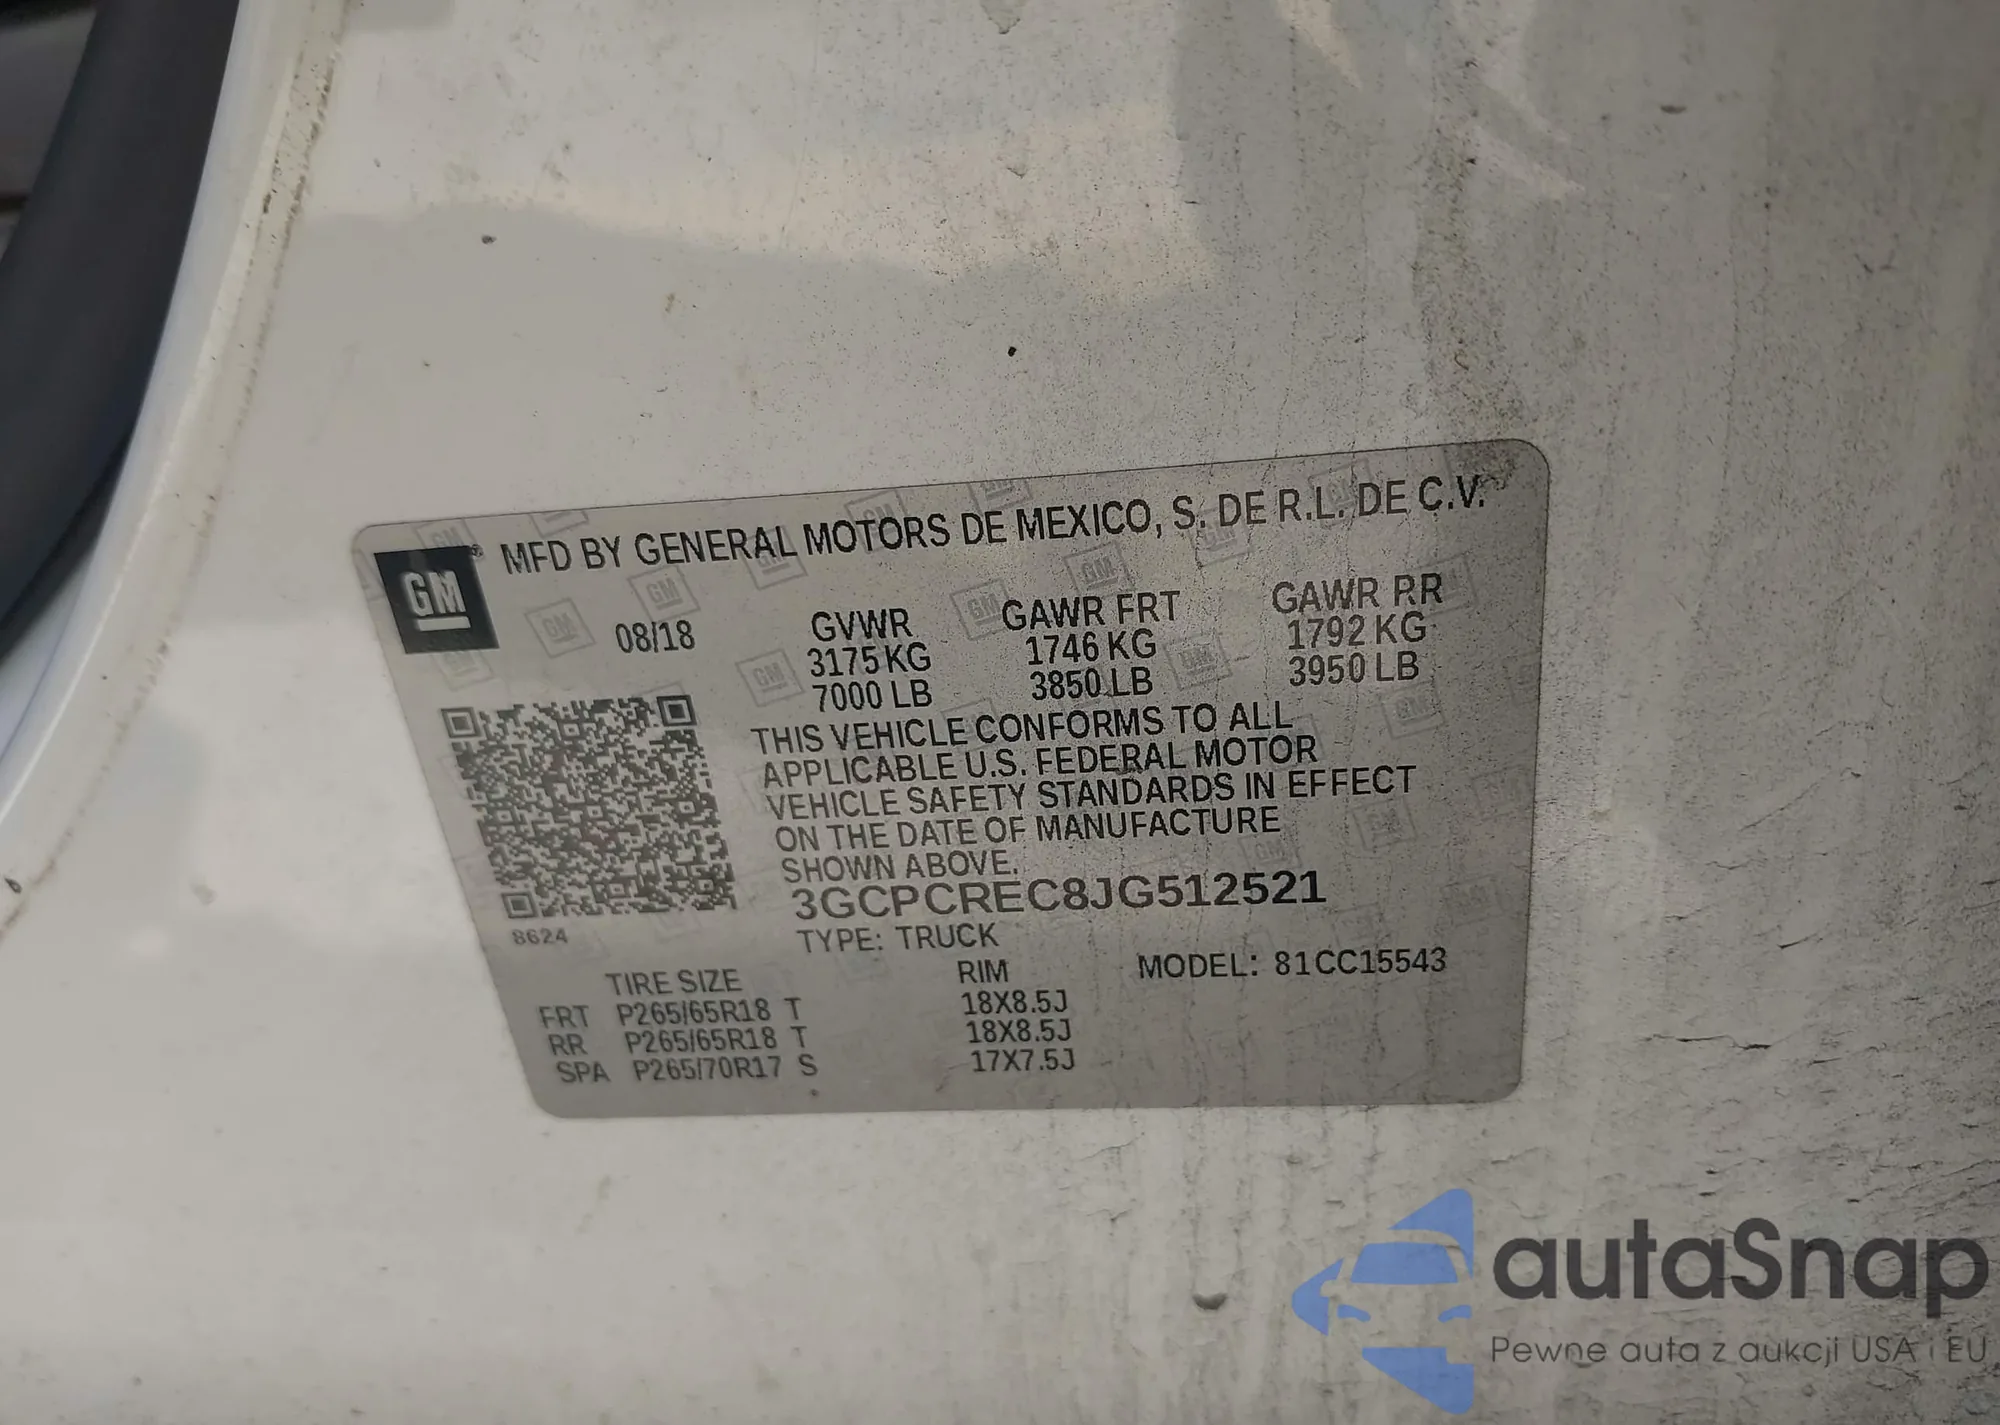 GM® MFD BY GENERAL MOTORS DE MEXICO, S. DE R.L. DE C.V.
08/18 GVWR GAWR FRT GAWR RR
3175 KG 1746 KG 1792 KG
7000 LB 3850 LB 3950 LB
THIS VEHICLE CONFORMS TO ALL
APPLICABLE U.S. FEDERAL MOTOR
VEHICLE SAFETY STANDARDS IN EFFECT
ON THE DATE OF MANUFACTURE
SHOWN ABOVE.
3GCPCREC8JG512521
8624 TYPE: TRUCK
TIRE SIZE RIM MODEL: 81CC15543
FRT P265/65R18 T 18X8.5J
RR P265/65R18 T 18X8.5J
SPA P265/70R17 S 17X7.5J
autaSnap
Pewne auta z aukcji USA i EU